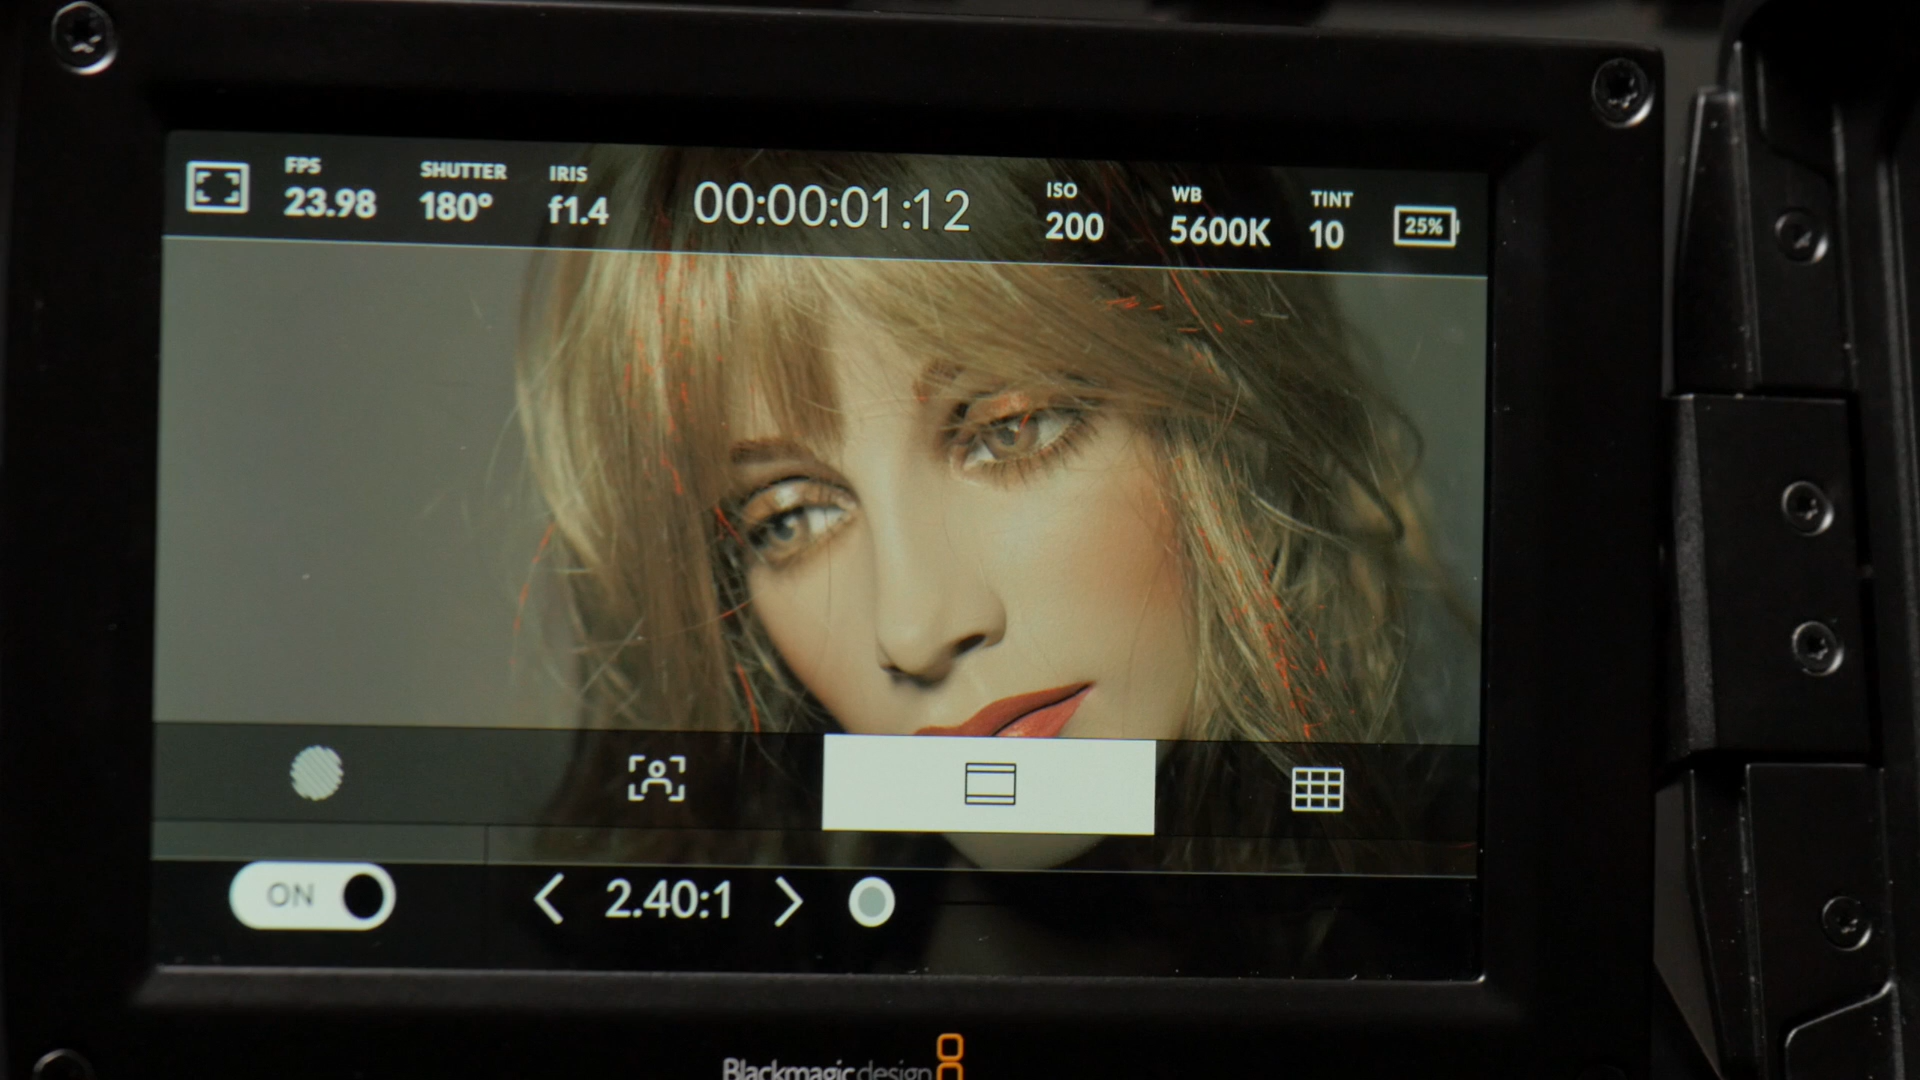 FPS SHUTTER IRIS ISO WB TINT
23.98 180° f1.4 00:00:01:12 200 5600K 10 25%
ON 2.40:1
Blackmagicdesign